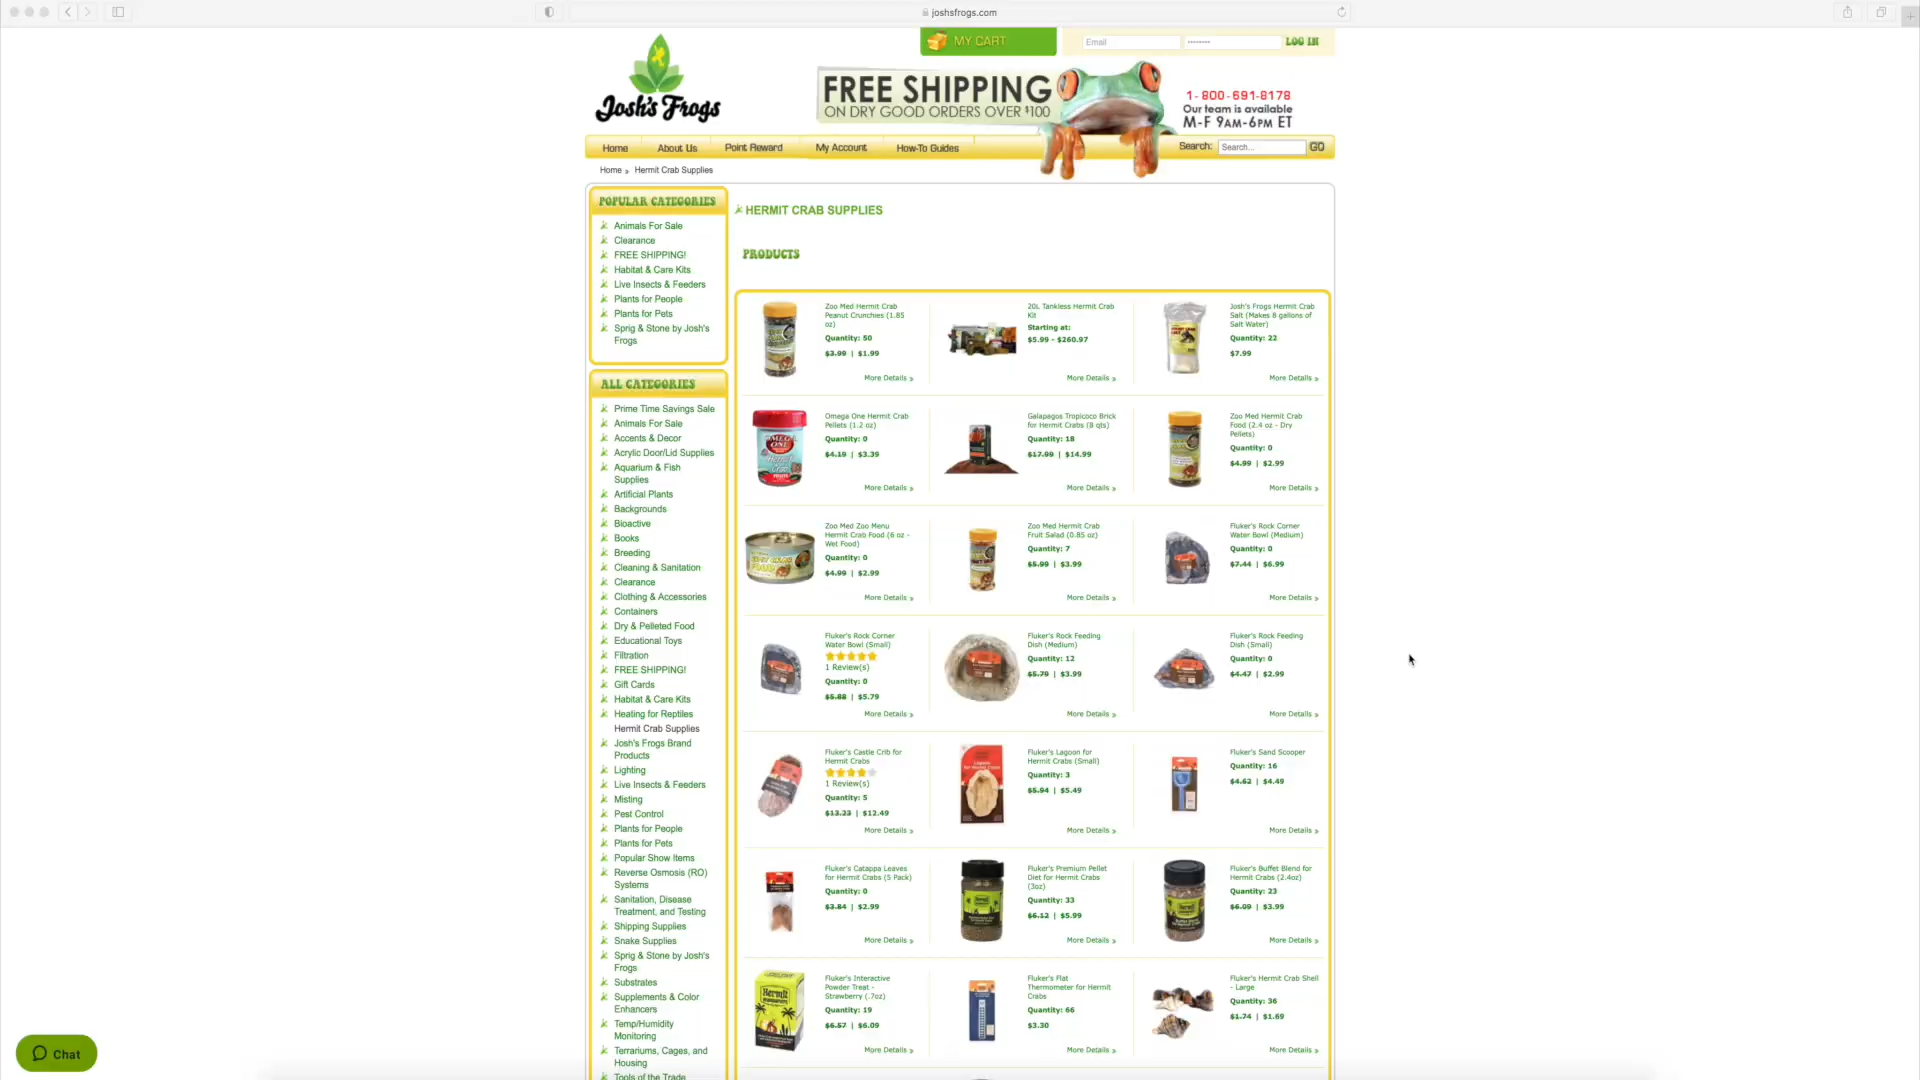 joshsfrogs.com
MY CART
Email
LOG IN
Josh's Frogs
FREE SHIPPING
ON DRY GOOD ORDERS OVER $100
1-800-691-8178
Our team is available
M-F 9AM-6PM ET
Home
About Us
Point Reward
My Account
How-To Guides
Search:
Search...
GO
Home » Hermit Crab Supplies
POPULAR CATEGORIES
Animals For Sale
Clearance
FREE SHIPPING!
Habitat & Care Kits
Live Insects & Feeders
Plants for People
Plants for Pets
Sprig & Stone by Josh's
Frogs
ALL CATEGORIES
Prime Time Savings Sale
Animals For Sale
Accents & Decor
Acrylic Door/Lid Supplies
Aquarium & Fish
Supplies
Artificial Plants
Backgrounds
Bioactive
Books
Breeding
Cleaning & Sanitation
Clearance
Clothing & Accessories
Containers
Dry & Pelleted Food
Educational Toys
Filtration
FREE SHIPPING!
Gift Cards
Habitat & Care Kits
Heating for Reptiles
Hermit Crab Supplies
Josh's Frogs Brand
Products
Lighting
Live Insects & Feeders
Misting
Pest Control
Plants for People
Plants for Pets
Popular Show Items
Reverse Osmosis (RO)
Systems
Sanitation, Disease
Treatment, and Testing
Shipping Supplies
Snake Supplies
Sprig & Stone by Josh's
Frogs
Substrates
Supplements & Color
Enhancers
Temp/Humidity
Monitoring
Terrariums, Cages, and
Housing
Tools of the Trade
HERMIT CRAB SUPPLIES
PRODUCTS
Zoo Med Hermit Crab
Peanut Crunchies (1.85
oz)
Quantity: 50
$3.99 | $1.99
More Details »
20L Tankless Hermit Crab
Kit
Starting at:
$5.99 - $260.97
More Details »
Josh's Frogs Hermit Crab
Salt (Makes 8 gallons of
Salt Water)
Quantity: 22
$7.99
More Details »
Omega One Hermit Crab
Pellets (1.2 oz)
Quantity: 0
$4.19 | $3.39
More Details »
Galapagos Tropicoco Brick
for Hermit Crabs (8 qts)
Quantity: 18
$17.99 | $14.99
More Details »
Zoo Med Hermit Crab
Food (2.4 oz - Dry
Pellets)
Quantity: 0
$4.99 | $2.99
More Details »
Zoo Med Zoo Menu
Hermit Crab Food (6 oz -
Wet Food)
Quantity: 0
$4.99 | $2.99
More Details »
Zoo Med Hermit Crab
Fruit Salad (0.85 oz)
Quantity: 7
$5.99 | $3.99
More Details »
Fluker's Rock Corner
Water Bowl (Medium)
Quantity: 0
$7.44 | $6.99
More Details »
Fluker's Rock Corner
Water Bowl (Small)
1 Review(s)
Quantity: 0
$5.88 | $5.79
More Details »
Fluker's Rock Feeding
Dish (Medium)
Quantity: 12
$5.79 | $3.99
More Details »
Fluker's Rock Feeding
Dish (Small)
Quantity: 0
$4.47 | $2.99
More Details »
Fluker's Castle Crib for
Hermit Crabs
1 Review(s)
Quantity: 5
$13.23 | $12.49
More Details »
Fluker's Lagoon for
Hermit Crabs (Small)
Quantity: 3
$5.94 | $5.49
More Details »
Fluker's Sand Scooper
Quantity: 16
$4.62 | $4.49
More Details »
Fluker's Catappa Leaves
for Hermit Crabs (5 Pack)
Quantity: 0
$3.84 | $2.99
More Details »
Fluker's Premium Pellet
Diet for Hermit Crabs
(3oz)
Quantity: 33
$6.12 | $5.99
More Details »
Fluker's Buffet Blend for
Hermit Crabs (2.4oz)
Quantity: 23
$6.09 | $3.99
More Details »
Fluker's Interactive
Powder Treat -
Strawberry (.7oz)
Quantity: 19
$6.57 | $6.09
More Details »
Fluker's Flat
Thermometer for Hermit
Crabs
Quantity: 66
$3.30
More Details »
Fluker's Hermit Crab Shell
- Large
Quantity: 36
$1.74 | $1.69
More Details »
Chat